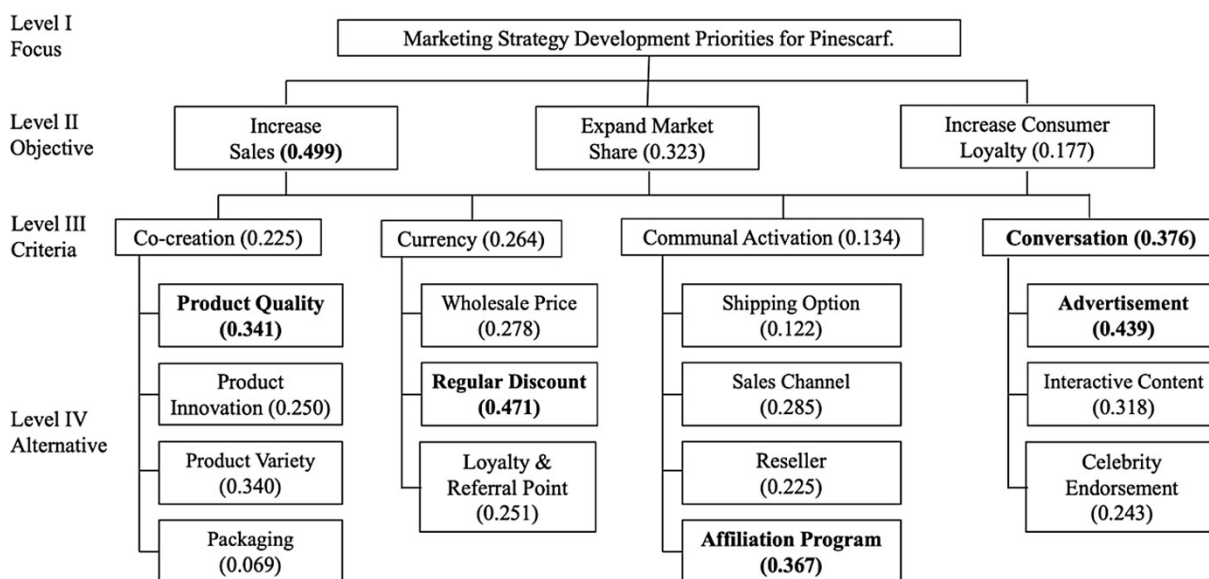 Level I
Focus
Marketing Strategy Development Priorities for Pinescarf.
Level II
Objective
Increase
Sales (0.499)
Expand Market
Share (0.323)
Increase Consumer
Loyalty (0.177)
Level III
Criteria
Co-creation (0.225)
Currency (0.264)
Communal Activation (0.134)
Conversation (0.376)
Level IV
Alternative
Product Quality
(0.341)
Product
Innovation (0.250)
Product Variety
(0.340)
Packaging
(0.069)
Wholesale Price
(0.278)
Regular Discount
(0.471)
Loyalty &
Referral Point
(0.251)
Shipping Option
(0.122)
Sales Channel
(0.285)
Reseller
(0.225)
Affiliation Program
(0.367)
Advertisement
(0.439)
Interactive Content
(0.318)
Celebrity
Endorsement
(0.243)